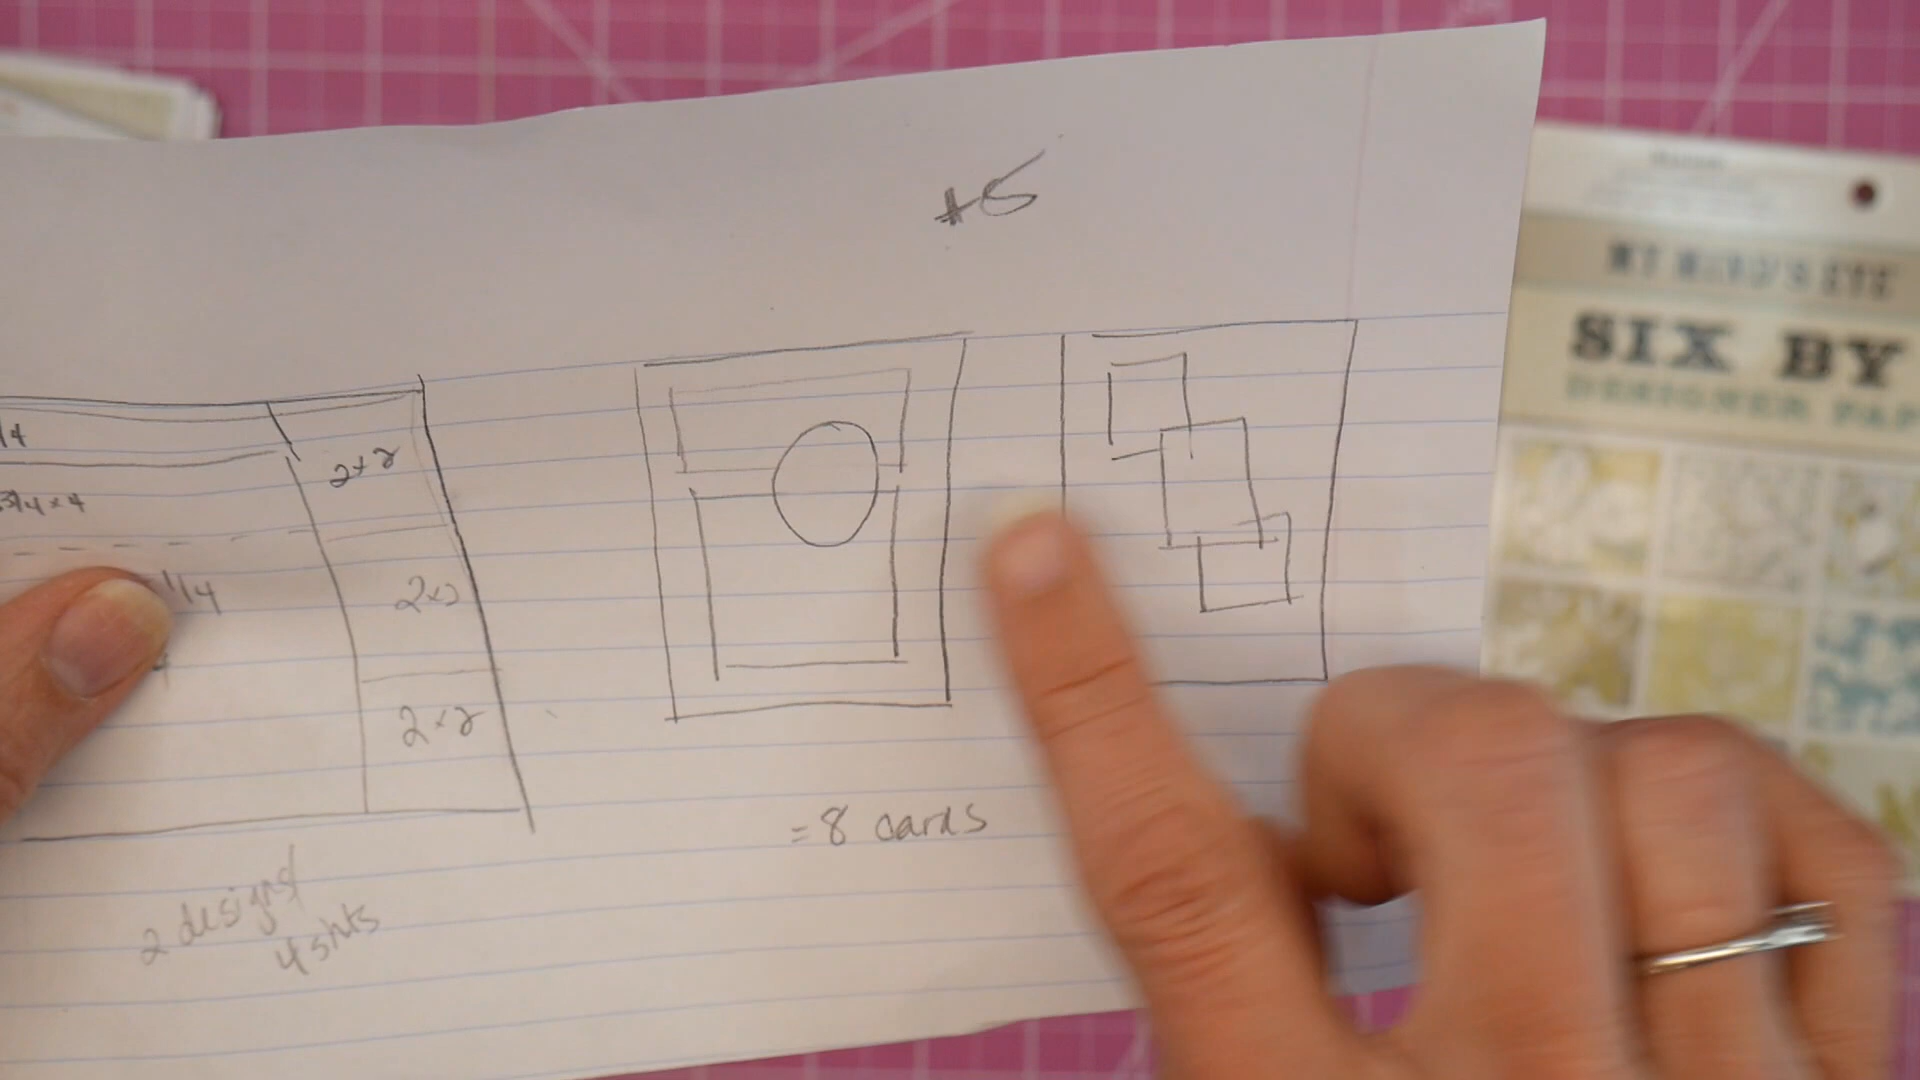 #5
1/4
3/4 x 4
1/4
2x2
2x2
2x2
= 8 cards
2 designs
4 shts
MY MIND'S EYE
SIX BY
DESIGNER PAP